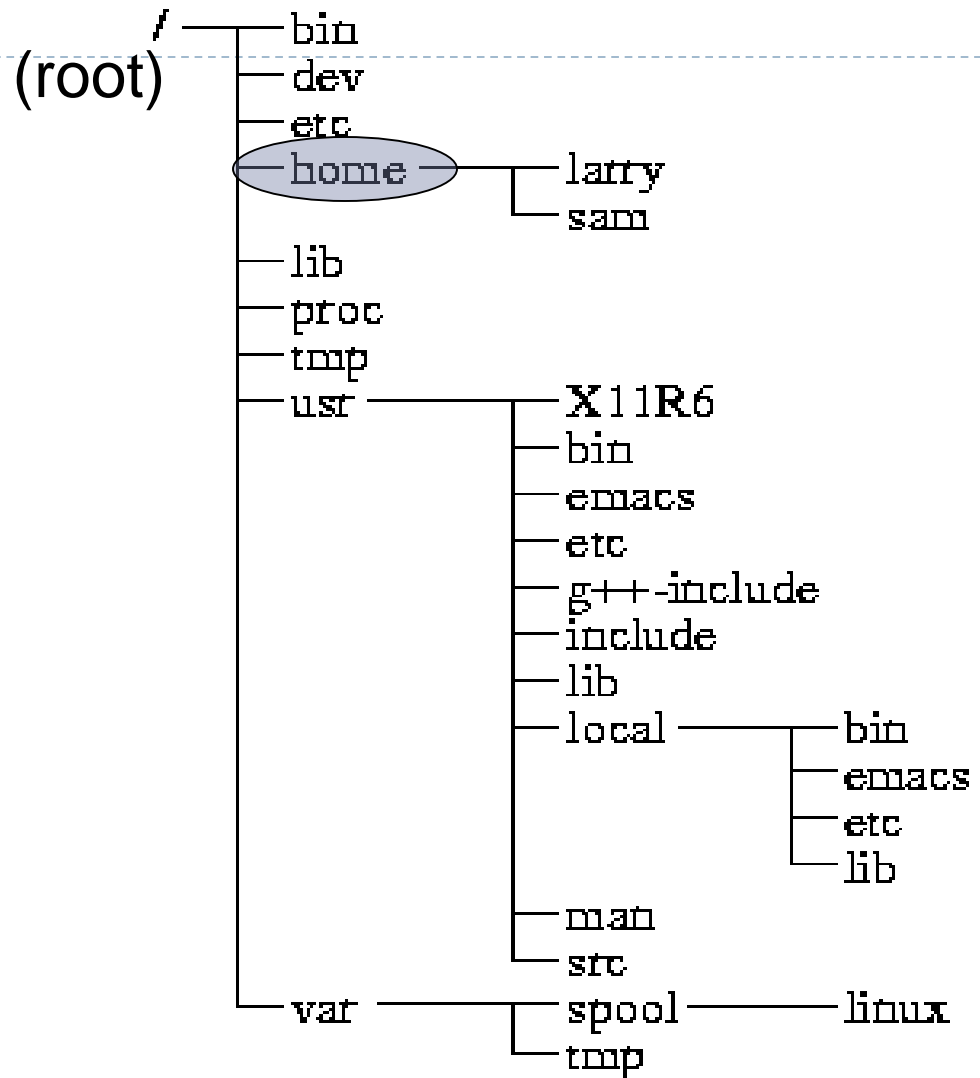 / bin
(root)
dev
etc
home larry
sam
lib
proc
tmp
usr X11R6
bin
emacs
etc
g++-include
include
lib
local bin
emacs
etc
lib
man
src
var spool linux
tmp